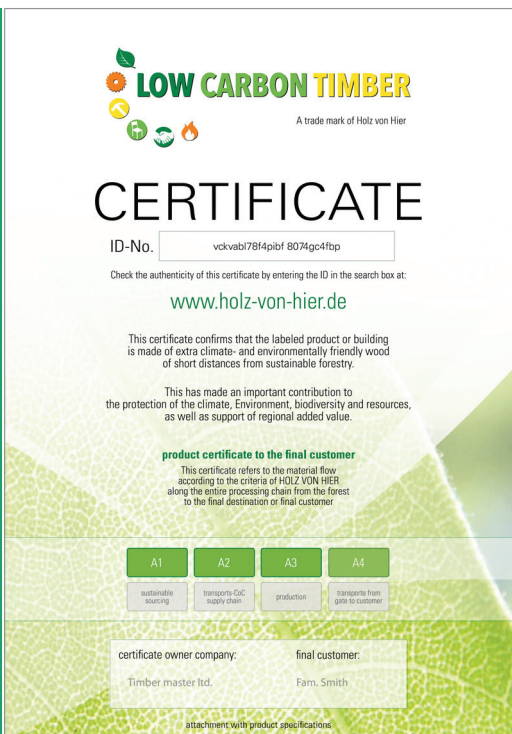 LOW CARBON TIMBER
A trade mark of Holz von Hier
CERTIFICATE
ID-No. vckvabl78f4pibf 8074gc4fbp
Check the authenticity of this certificate by entering the ID in the search box at:
www.holz-von-hier.de
This certificate confirms that the labeled product or building
is made of extra climate- and environmentally friendly wood
of short distances from sustainable forestry.
This has made an important contribution to
the protection of the climate, Environment, biodiversity and resources,
as well as support of regional added value.
product certificate to the final customer
This certificate refers to the material flow
according to the criteria of HOLZ VON HIER
along the entire processing chain from the forest
to the final destination or final customer
A1 A2 A3 A4
sustainable sourcing
transports-CoC supply chain
production
transporte from gate to customer
certificate owner company: final customer:
Timber master ltd. Fam. Smith
attachment with product specifications